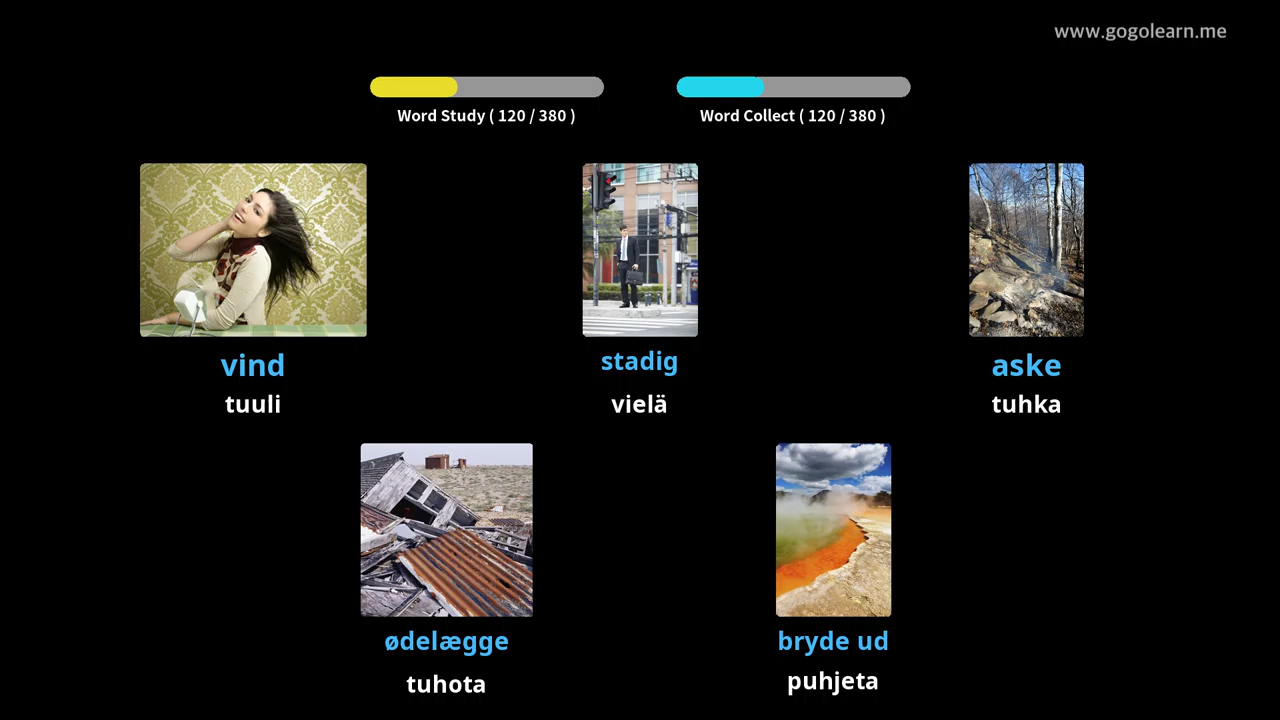 www.gogolearn.me
Word Study ( 120 / 380 )
Word Collect ( 120 / 380 )
vind
tuuli
stadig
vielä
aske
tuhka
ødelægge
tuhota
bryde ud
puhjeta